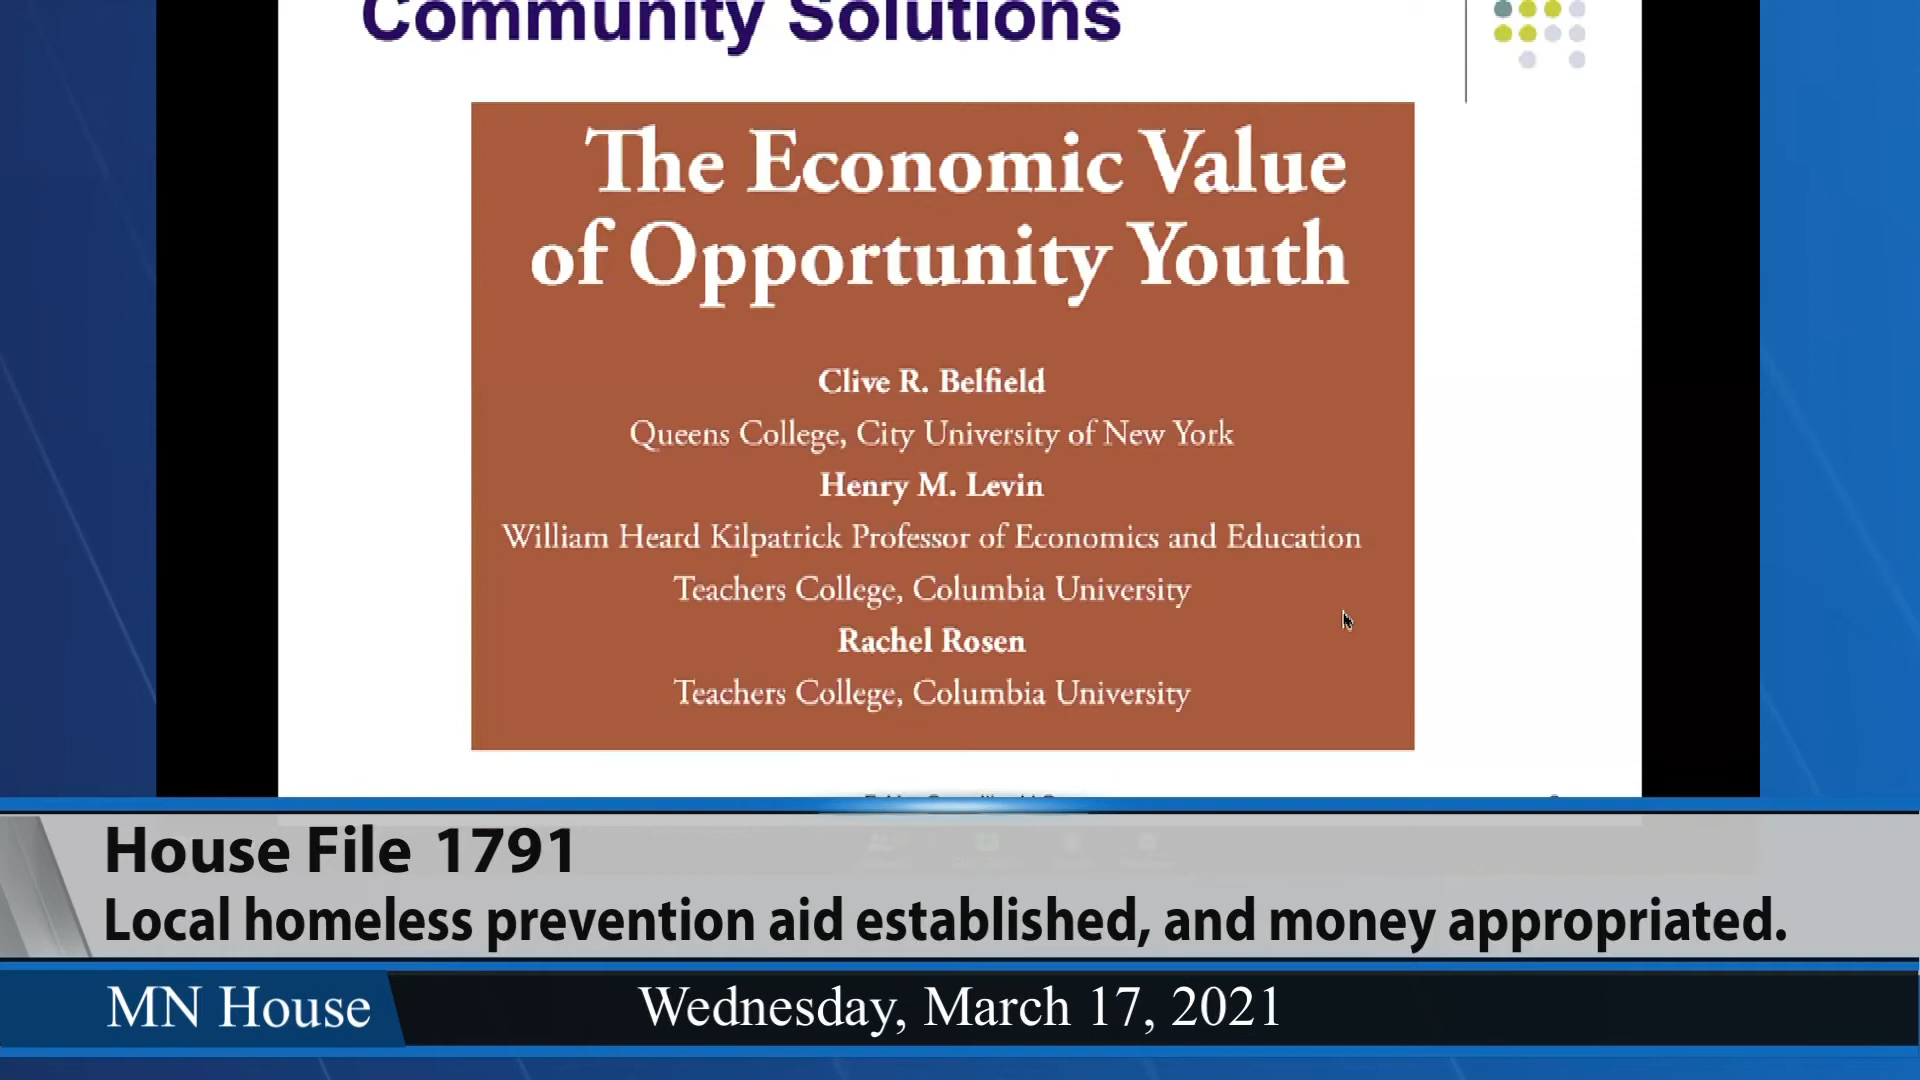 Community Solutions
The Economic Value
of Opportunity Youth
Clive R. Belfield
Queens College, City University of New York
Henry M. Levin
William Heard Kilpatrick Professor of Economics and Education
Teachers College, Columbia University
Rachel Rosen
Teachers College, Columbia University
House File 1791
Local homeless prevention aid established, and money appropriated.
MN House
Wednesday, March 17, 2021